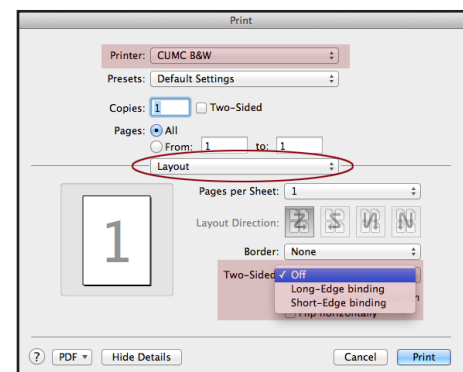 Print
Printer: CUMC B&W
Presets: Default Settings
Copies: 1 Two-Sided
Pages: All
From: 1 to: 1
Layout
Pages per Sheet: 1
1
Layout Direction:
Border: None
Two-Sided ✓ Off
Long-Edge binding
Short-Edge binding
Flip horizontally
? PDF Hide Details Cancel Print